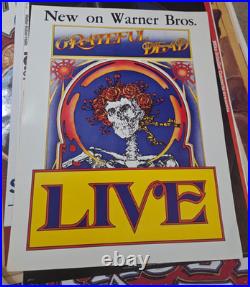 New on Warner Bros.
GRATEFUL DEAD
LIVE